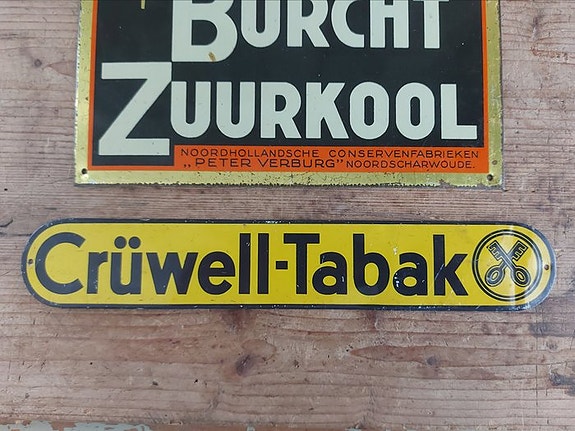 BURCHT
ZUURKOOL
NOORDHOLLANDSCHE CONSERVENFABRIEKEN
„PETER VERBURG” NOORDSCHARWOUDE.
Crüwell-Tabak